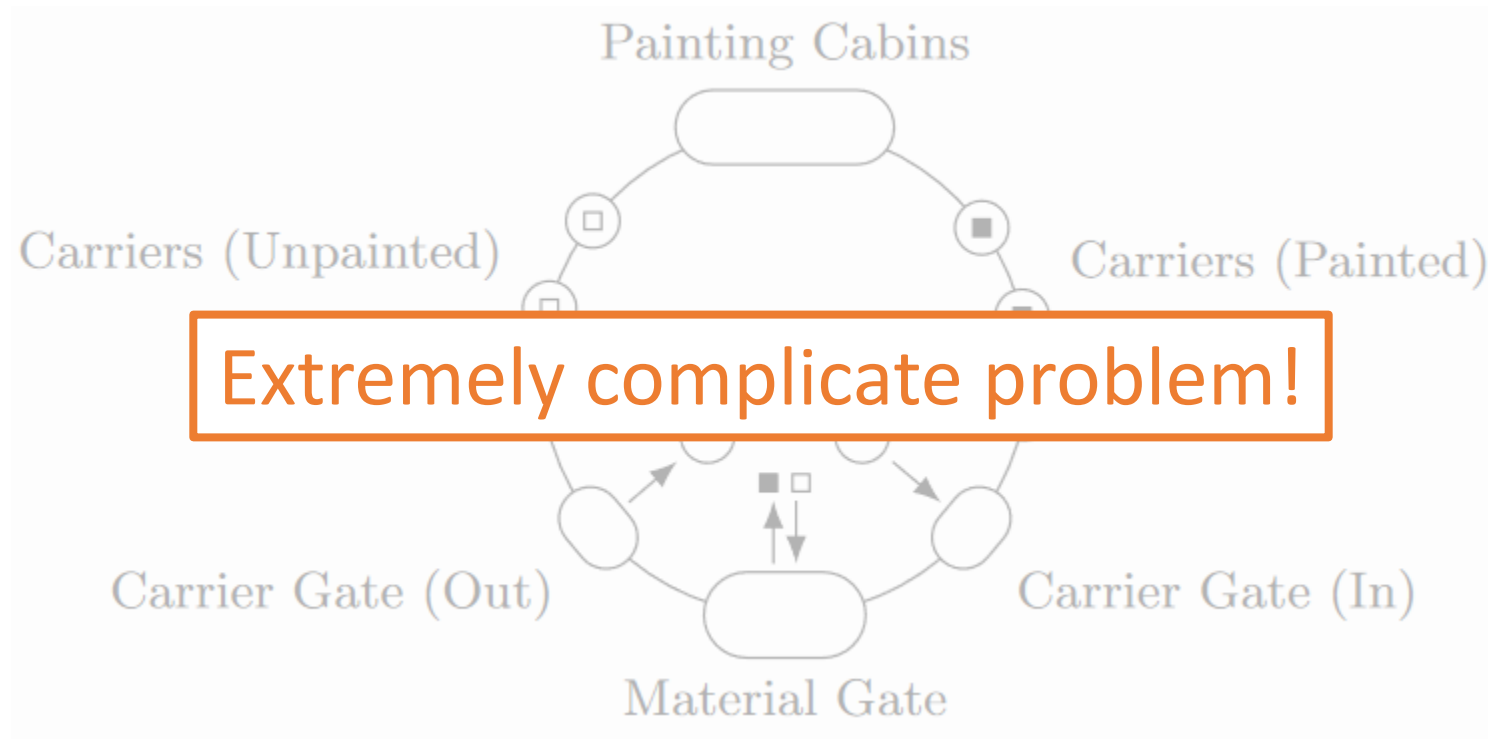 Painting Cabins
Carriers (Unpainted)
Carriers (Painted)
Extremely complicate problem!
Carrier Gate (Out)
Carrier Gate (In)
Material Gate